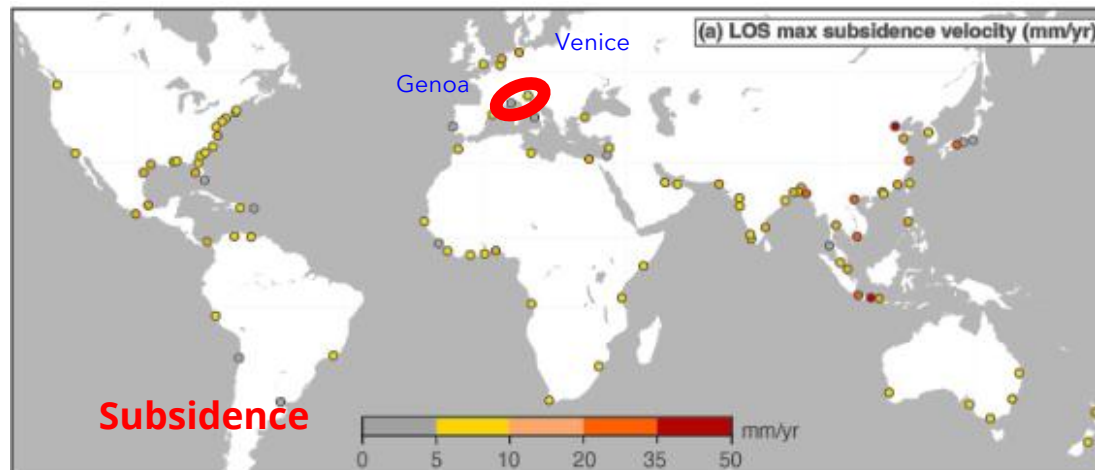 (a) LOS max subsidence velocity (mm/yr)
Venice
Genoa
Subsidence
mm/yr
0 5 10 20 35 50